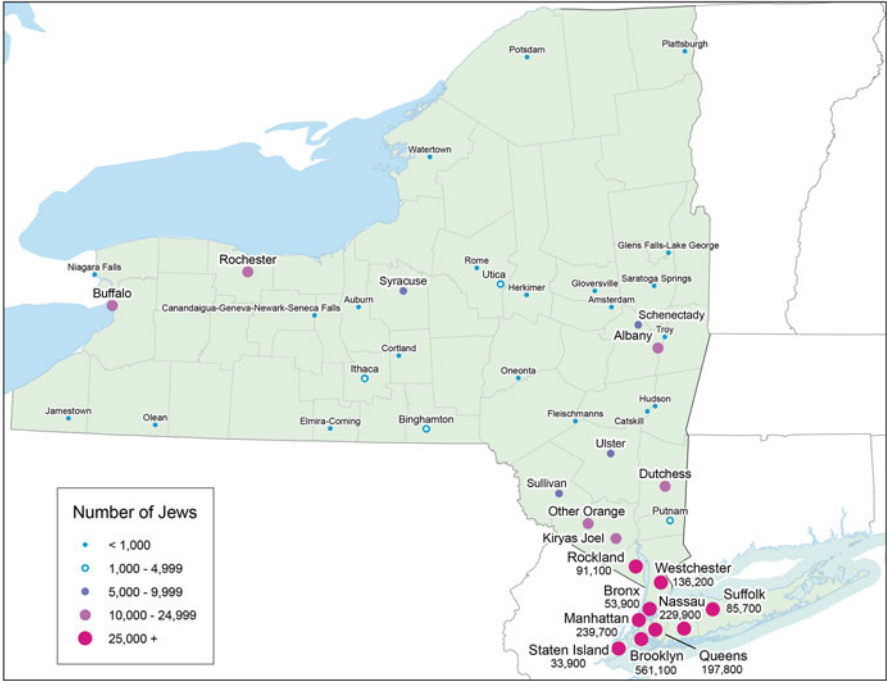 Potsdam
Plattsburgh
Watertown
Glens Falls-Lake George
Niagara Falls
Rochester
Rome
Utica
Herkimer
Gloversville
Saratoga Springs
Buffalo
Syracuse
Amsterdam
Canandaigua-Geneva-Newark-Seneca Falls
Auburn
Schenectady
Troy
Albany
Cortland
Ithaca
Oneonta
Hudson
Jamestown
Olean
Elmira-Corning
Binghamton
Fleischmanns
Catskill
Ulster
Dutchess
Sullivan
Putnam
Other Orange
Kiryas Joel
Rockland
91,100
Westchester
136,200
Bronx
53,900
Nassau
229,900
Suffolk
85,700
Manhattan
239,700
Staten Island
33,900
Brooklyn
561,100
Queens
197,800
Number of Jews
< 1,000
1,000 - 4,999
5,000 - 9,999
10,000 - 24,999
25,000 +